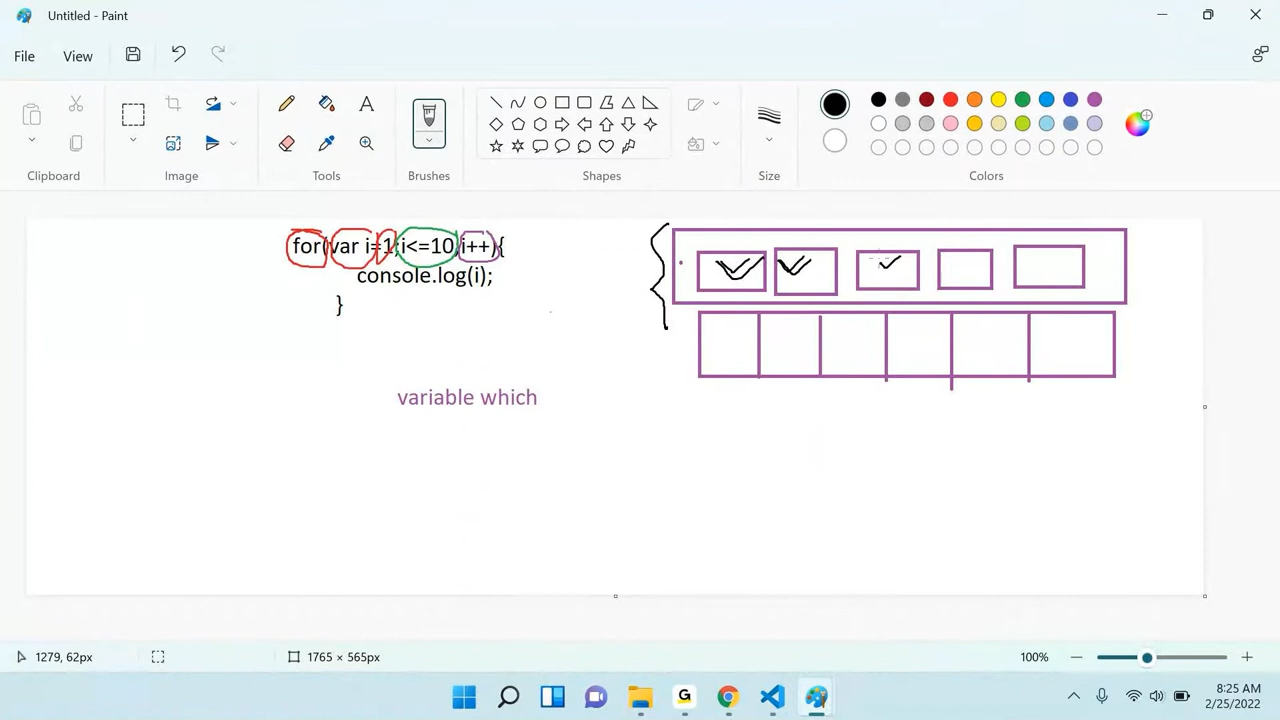 Untitled - Paint
File View
Clipboard Image Tools Brushes Shapes Size Colors
for(var i=1;i<=10;i++){
console.log(i);
}
variable which
1279, 62px 1765 × 565px 100%
8:25 AM
2/25/2022